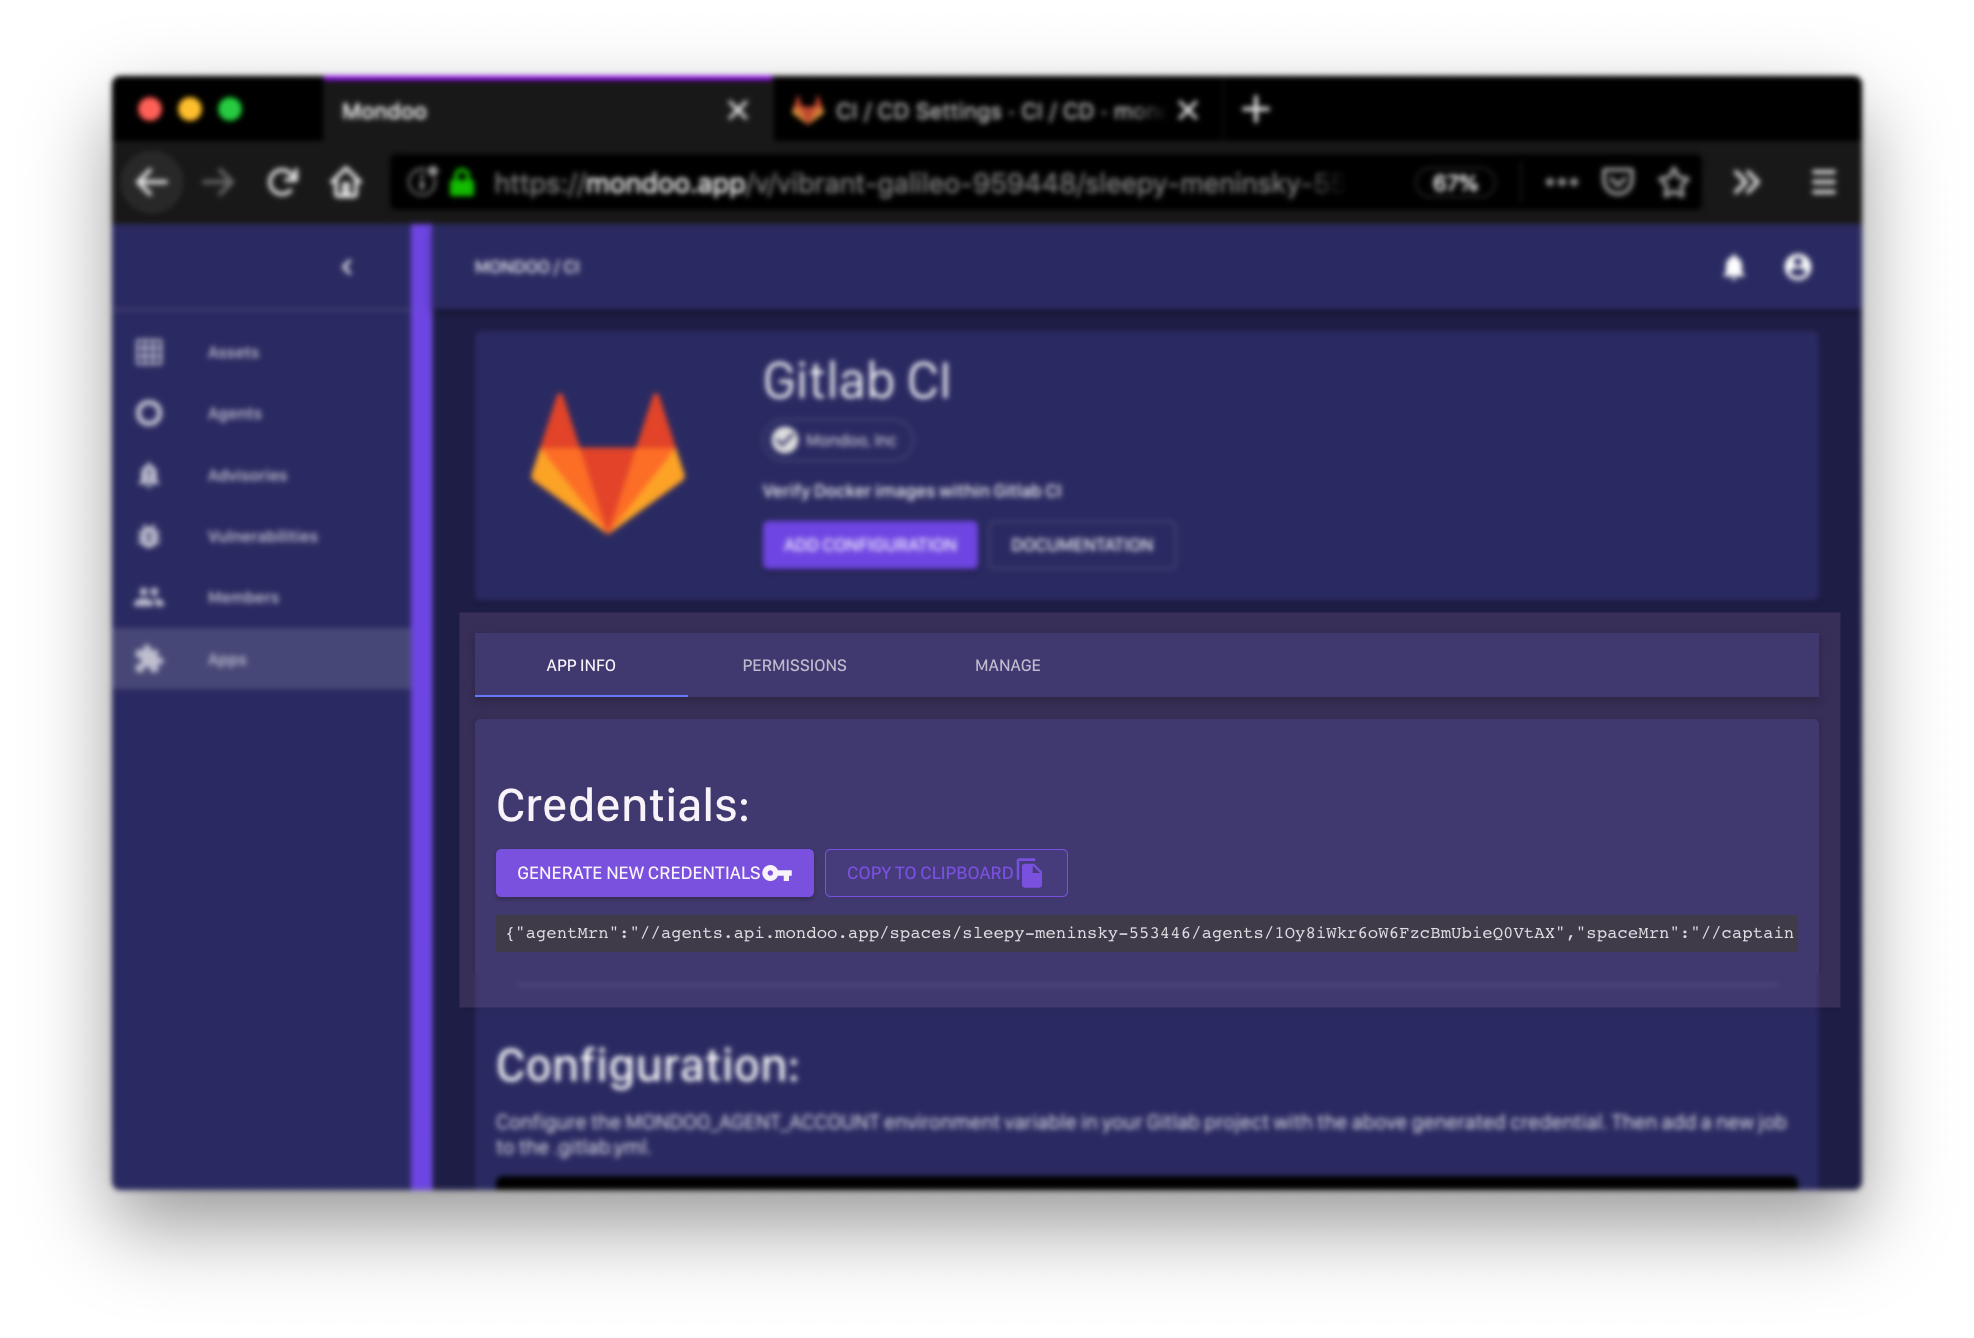 Mondoo
CI / CD Settings · CI / CD · mon
https://mondoo.app/v/vibrant-galileo-959448/sleepy-meninsky-55
67%
MONDOO / CI
Assets
Agents
Advisories
Vulnerabilities
Members
Apps
Gitlab CI
Mondoo, Inc
Verify Docker images within Gitlab CI
ADD CONFIGURATION
DOCUMENTATION
APP INFO
PERMISSIONS
MANAGE
Credentials:
GENERATE NEW CREDENTIALS
COPY TO CLIPBOARD
{"agentMrn":"//agents.api.mondoo.app/spaces/sleepy-meninsky-553446/agents/1Oy8iWkr6oW6FzcBmUbieQ0VtAX","spaceMrn":"//captain
Configuration:
Configure the MONDOO_AGENT_ACCOUNT environment variable in your Gitlab project with the above generated credential. Then add a new job
to the .gitlab.yml.